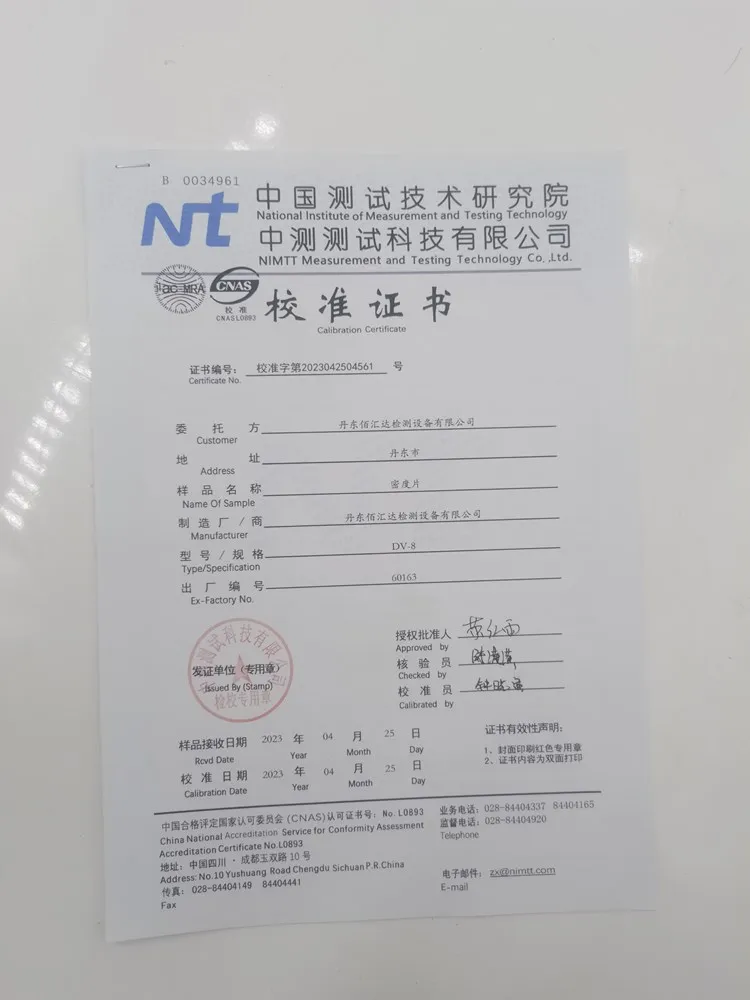 B 0034961
Nt
中国测试技术研究院
National Institute of Measurement and Testing Technology
中测测试科技有限公司
NIMTT Measurement and Testing Technology Co.,Ltd.
ilac-MRA
CNAS
校准
CNAS L0893
校准证书
Calibration Certificate
证书编号: 校准字第2023042504561 号
Certificate No.
委托方 丹东佰汇达检测设备有限公司
Customer
地址 丹东市
Address
样品名称 密度片
Name Of Sample
制造厂/商 丹东佰汇达检测设备有限公司
Manufacturer
型号/规格 DV-8
Type/Specification
出厂编号 60163
Ex-Factory No.
中测测试科技有限公司
发证单位(专用章)
Issued By (Stamp)
检校专用章
授权批准人
Approved by
核验员
Checked by
校准员
Calibrated by
样品接收日期 2023 年 04 月 25 日
Rcvd Date Year Month Day
校准日期 2023 年 04 月 25 日
Calibration Date Year Month Day
证书有效性声明:
1、封面印刷红色专用章
2、证书内容为双面打印
中国合格评定国家认可委员会 (CNAS)认可证书号: No. L0893
China National Accreditation Service for Conformity Assessment
Accreditation Certificate No.L0893
地址: 中国四川·成都玉双路10号
Address: No.10 Yushuang Road Chengdu Sichuan P.R.China
传真: 028-84404149 84404441
Fax
业务电话: 028-84404337 84404165
监督电话: 028-84404920
Telephone
电子邮件: zx@nimtt.com
E-mail